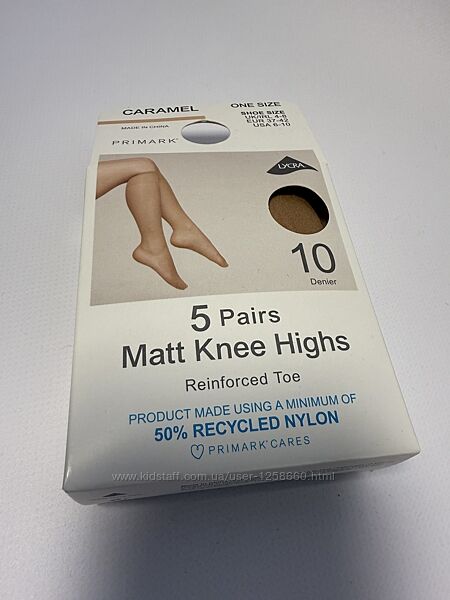 CARAMEL
ONE SIZE
MADE IN CHINA
SHOE SIZE
UK/IRL 4-8
EUR 37-42
USA 6-10
PRIMARK®
LYCRA
10
Denier
5 Pairs
Matt Knee Highs
Reinforced Toe
PRODUCT MADE USING A MINIMUM OF
50% RECYCLED NYLON
PRIMARK CARES
www.kidstaff.com.ua/user-1258660.html